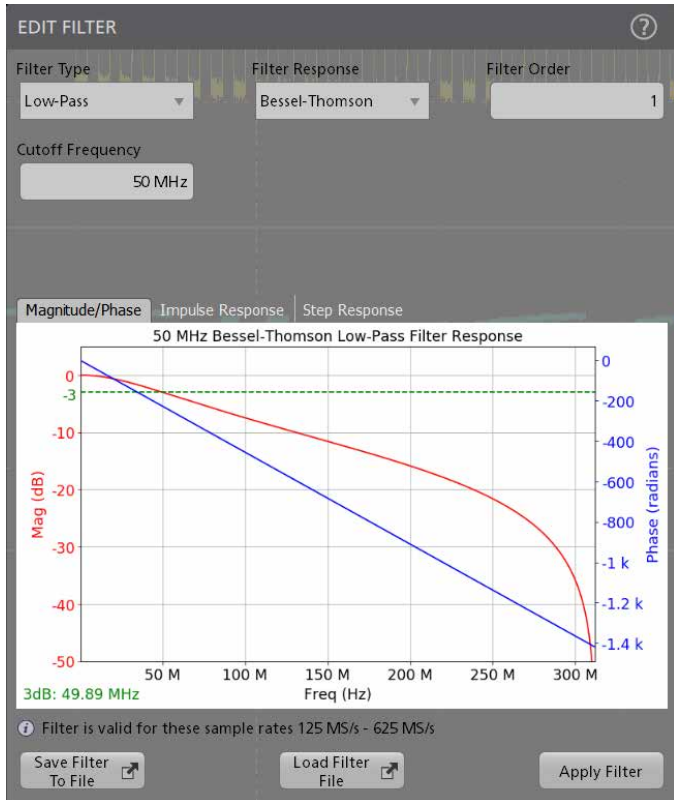 EDIT FILTER
?
Filter Type
Filter Response
Filter Order
Low-Pass
Bessel-Thomson
1
Cutoff Frequency
50 MHz
Magnitude/Phase
Impulse Response
Step Response
50 MHz Bessel-Thomson Low-Pass Filter Response
0
-3
-10
-20
-30
-40
-50
Mag (dB)
0
-200
-400
-600
-800
-1 k
-1.2 k
-1.4 k
Phase (radians)
50 M
100 M
150 M
200 M
250 M
300 M
3dB: 49.89 MHz
Freq (Hz)
i
Filter is valid for these sample rates 125 MS/s - 625 MS/s
Save Filter
To File
Load Filter
File
Apply Filter